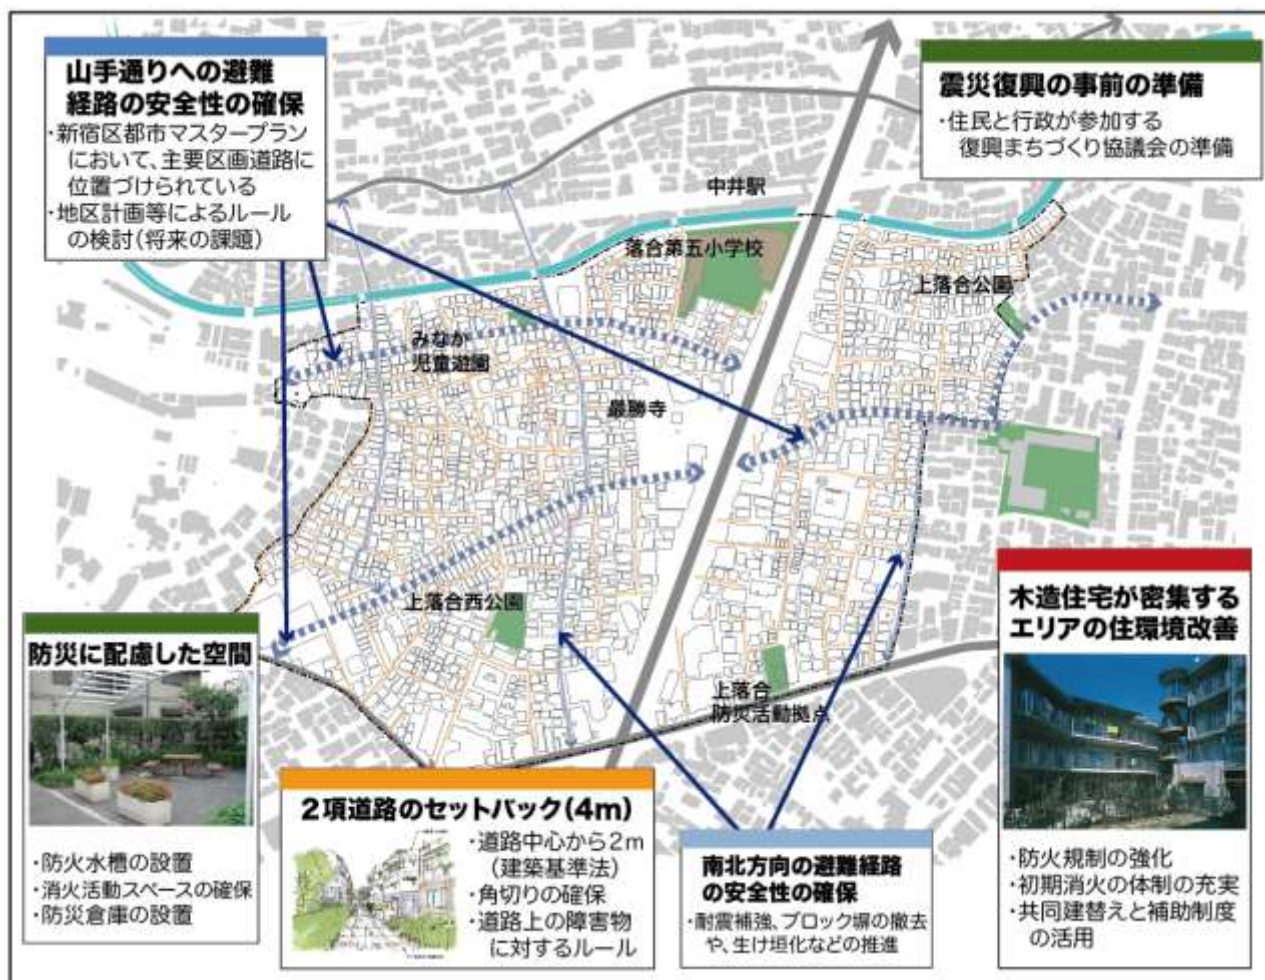 山手通りへの避難
経路の安全性の確保
・新宿区都市マスタープラン
において、主要区画道路に
位置づけられている
・地区計画等によるルール
の検討(将来の課題)
震災復興の事前の準備
・住民と行政が参加する
復興まちづくり協議会の準備
中井駅
落合第五小学校
上落合公園
みなか
児童遊園
最勝寺
上落合西公園
上落合
防災活動拠点
防災に配慮した空間
・防火水槽の設置
・消火活動スペースの確保
・防災倉庫の設置
2項道路のセットバック(4m)
・道路中心から2m
(建築基準法)
・角切りの確保
・道路上の障害物
に対するルール
南北方向の避難経路
の安全性の確保
・耐震補強、ブロック塀の撤去
や、生け垣化などの推進
木造住宅が密集する
エリアの住環境改善
・防火規制の強化
・初期消火の体制の充実
・共同建替えと補助制度
の活用